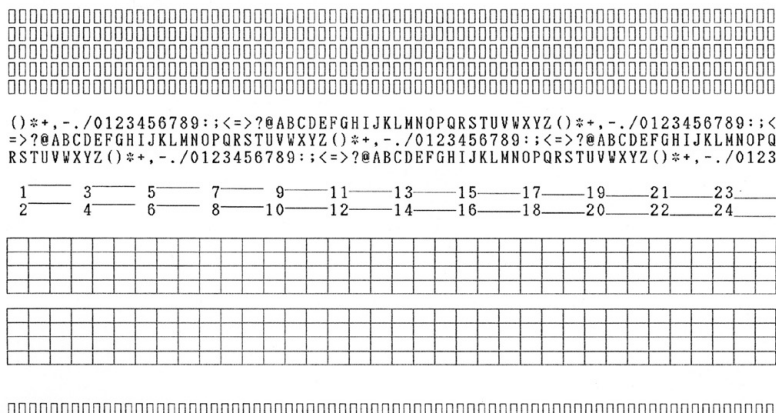 ()*+,-./0123456789:;<=>?@ABCDEFGHIJKLMNOPQRSTUVWXYZ()*+,-./0123456789:;<
=>?@ABCDEFGHIJKLMNOPQRSTUVWXYZ()*+,-./0123456789:;<=>?@ABCDEFGHIJKLMNOPQ
RSTUVWXYZ()*+,-./0123456789:;<=>?@ABCDEFGHIJKLMNOPQRSTUVWXYZ()*+,-./0123
1 3 5 7 9 11 13 15 17 19 21 23
2 4 6 8 10 12 14 16 18 20 22 24